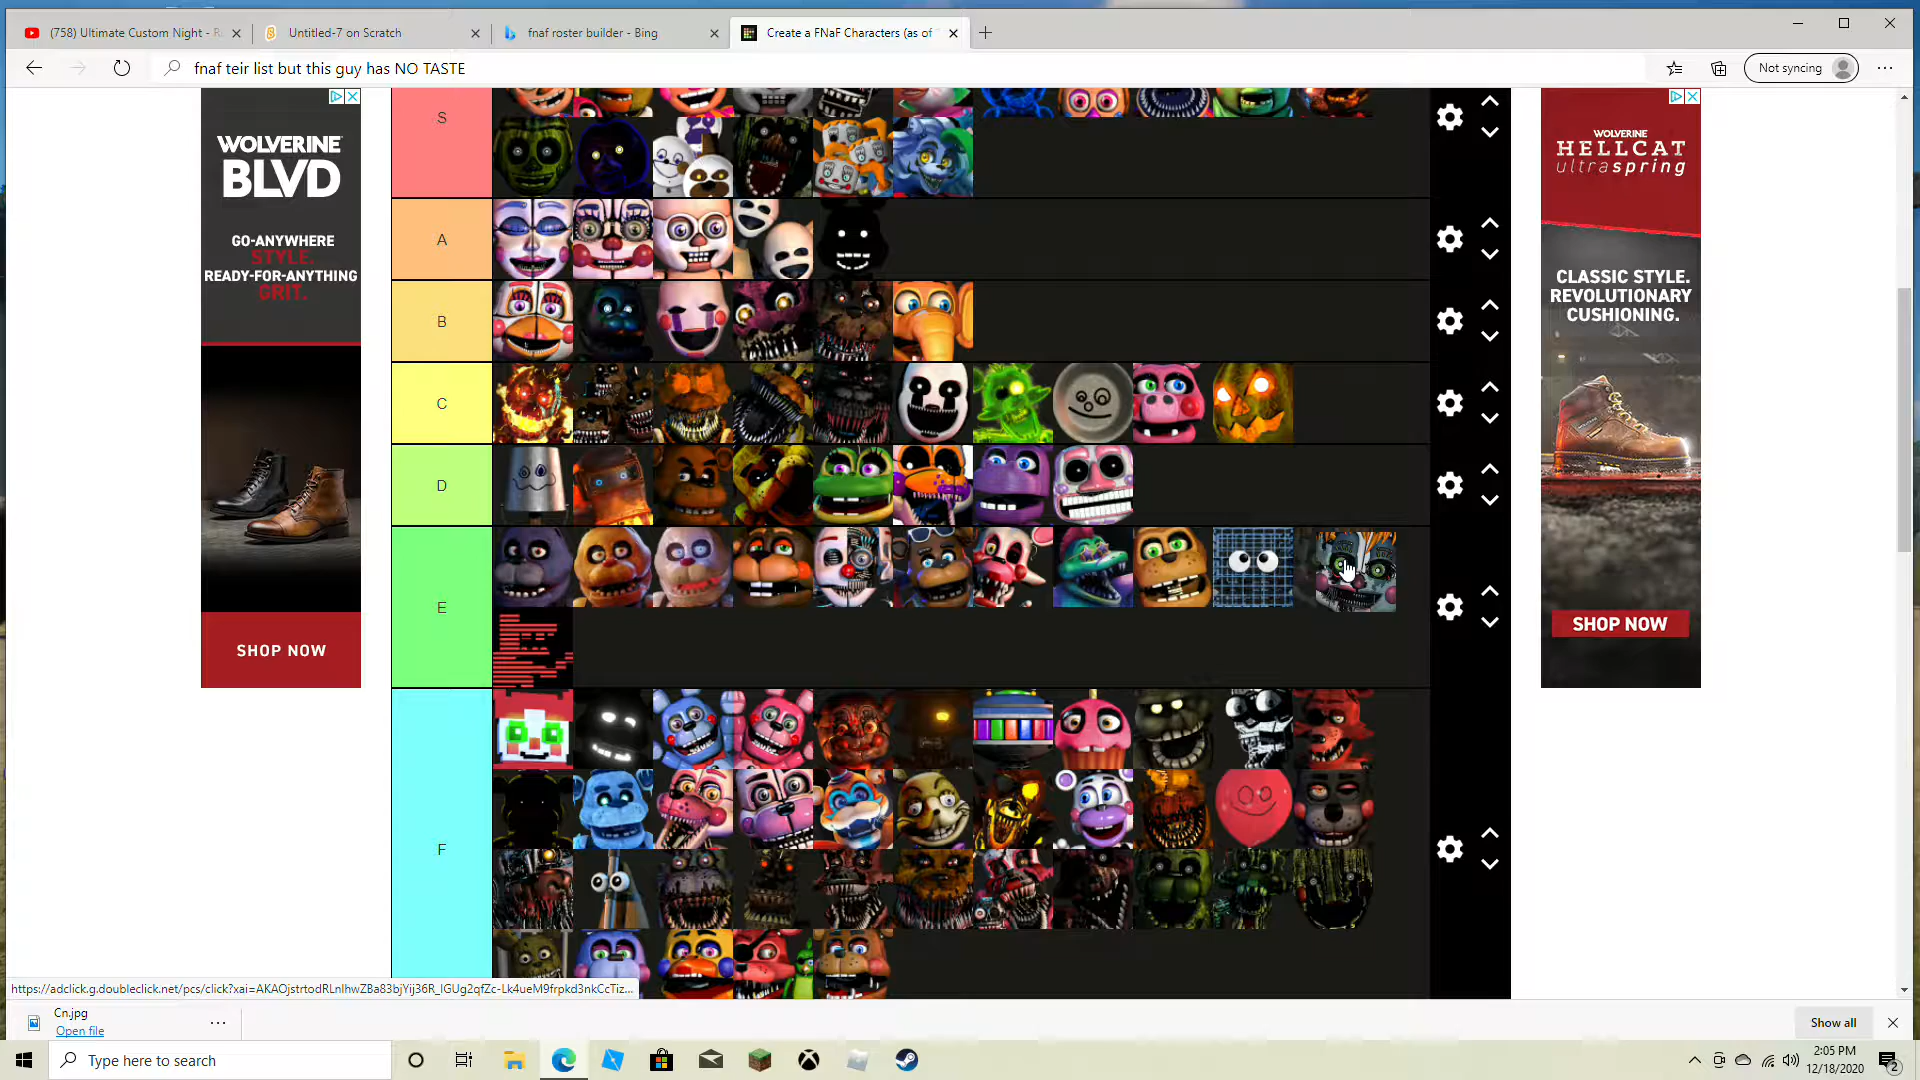 (758) Ultimate Custom Night - R
Untitled-7 on Scratch
fnaf roster builder - Bing
Create a FNaF Characters (as of
fnaf teir list but this guy has NO TASTE
Not syncing
WOLVERINE
BLVD
GO-ANYWHERE
STYLE.
READY-FOR-ANYTHING
GRIT.
SHOP NOW
S
A
B
C
D
E
F
WOLVERINE
HELLCAT
ultraspring
CLASSIC STYLE.
REVOLUTIONARY
CUSHIONING.
SHOP NOW
Cn.jpg
Open file
Show all
Type here to search
2:05 PM
12/18/2020
2